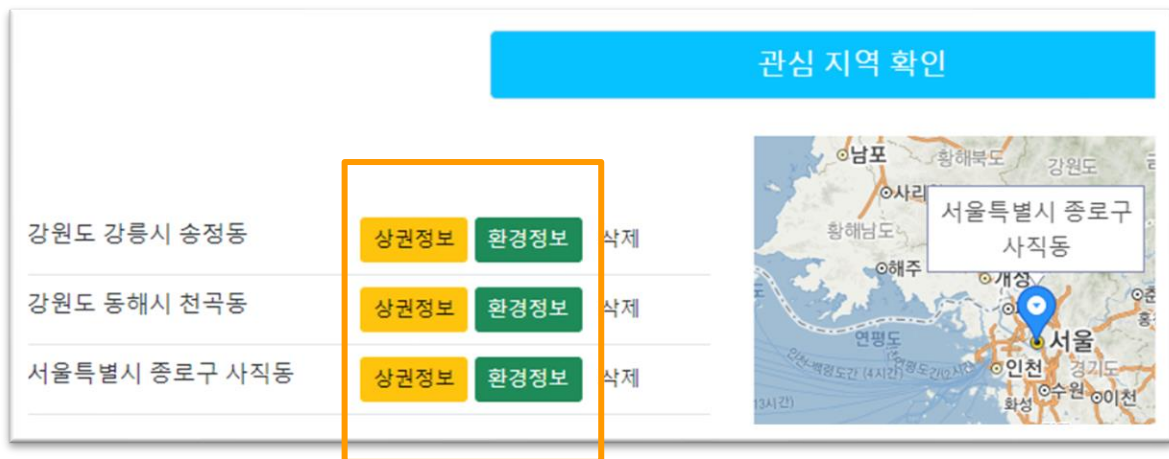 관심 지역 확인
강원도 강릉시 송정동 상권정보 환경정보 삭제
강원도 동해시 천곡동 상권정보 환경정보 삭제
서울특별시 종로구 사직동 상권정보 환경정보 삭제
남포
황해북도
강원도
서울특별시 종로구
사직동
황해남도
해주
개성
연평도
서울
인천
경기도
수원
이천
화성